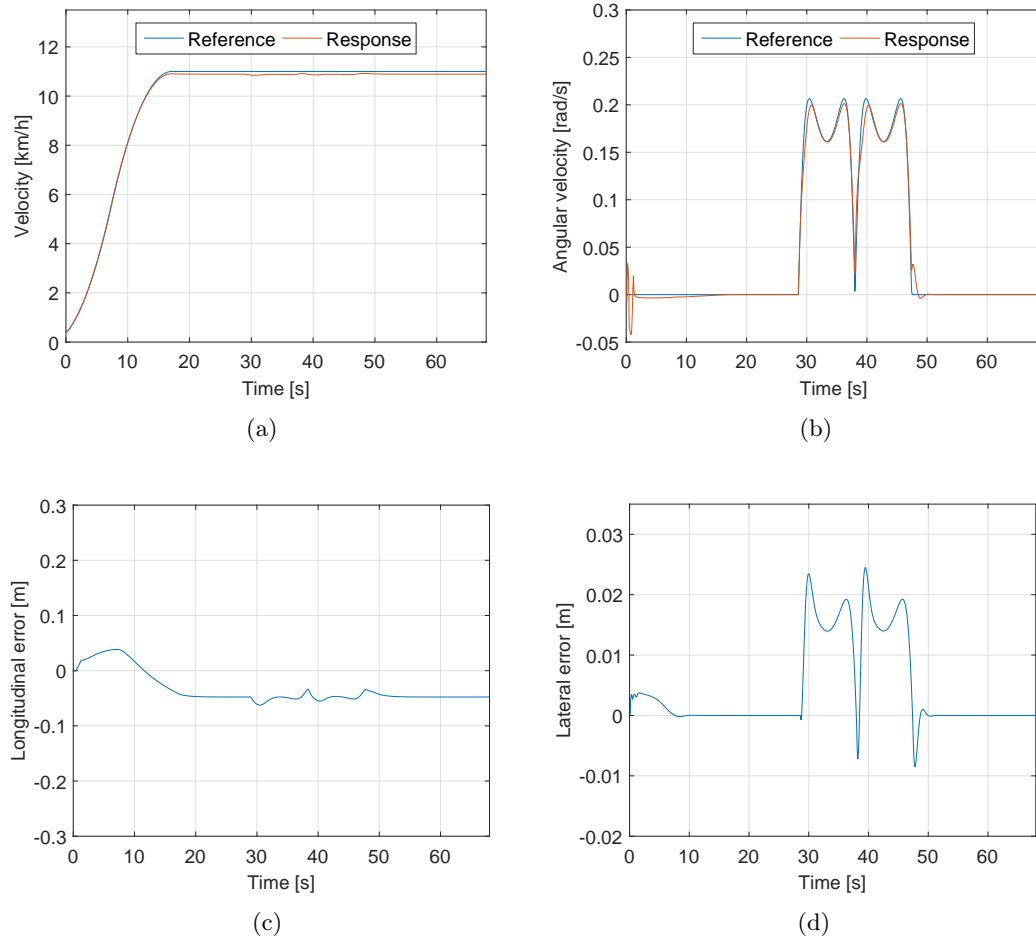 Reference Response
12
10
8
6
4
2
0
Velocity [km/h]
0 10 20 30 40 50 60
Time [s]
(a)
Reference Response
0.3
0.25
0.2
0.15
0.1
0.05
0
-0.05
Angular velocity [rad/s]
0 10 20 30 40 50 60
Time [s]
(b)
0.3
0.2
0.1
0
-0.1
-0.2
-0.3
Longitudinal error [m]
0 10 20 30 40 50 60
Time [s]
(c)
0.03
0.02
0.01
0
-0.01
-0.02
Lateral error [m]
0 10 20 30 40 50 60
Time [s]
(d)